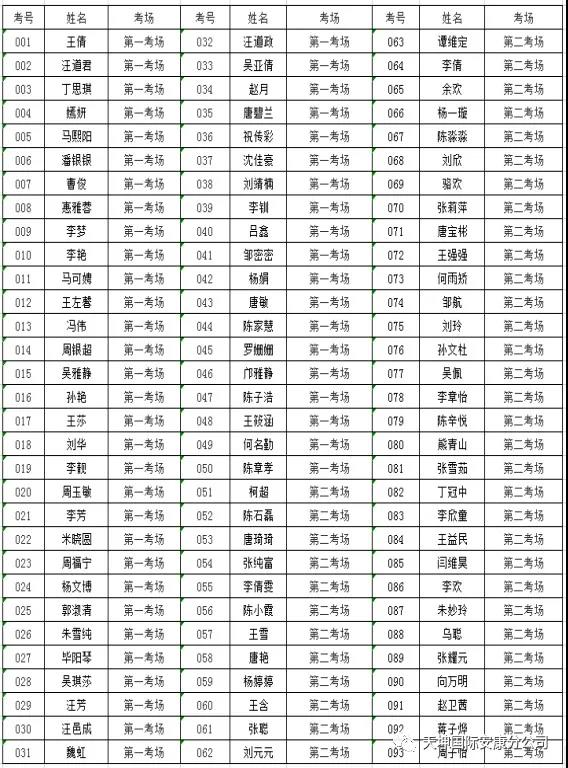 考号 姓名 考场 考号 姓名 考场 考号 姓名 考场
001 王倩 第一考场 032 汪道政 第一考场 063 谭维定 第二考场
002 汪道君 第一考场 033 吴亚倩 第一考场 064 李倩 第二考场
003 丁思琪 第一考场 034 赵月 第一考场 065 余欢 第二考场
004 妍 第一考场 035 唐碧兰 第一考场 066 杨一璇 第二考场
005 马熙阳 第一考场 036 祝传彩 第一考场 067 陈淼淼 第二考场
006 潘银银 第一考场 037 沈佳豪 第一考场 068 刘欣 第二考场
007 曹俊 第一考场 038 刘靖楠 第一考场 069 骆欢 第二考场
008 惠雅蓉 第一考场 039 李钏 第一考场 070 张莉萍 第二考场
009 李梦 第一考场 040 吕鑫 第一考场 071 唐宝彬 第二考场
010 李艳 第一考场 041 邹密密 第一考场 072 王强强 第二考场
011 马可娉 第一考场 042 杨娟 第一考场 073 何雨娇 第二考场
012 王左馨 第一考场 043 唐敏 第一考场 074 邹航 第二考场
013 冯伟 第一考场 044 陈家慧 第一考场 075 刘玲 第二考场
014 周银超 第一考场 045 罗姗姗 第一考场 076 孙文杜 第二考场
015 吴雅静 第一考场 046 邝雅静 第一考场 077 吴佩 第二考场
016 孙艳 第一考场 047 陈子浩 第一考场 078 李章怡 第二考场
017 王莎 第一考场 048 王筱涵 第一考场 079 陈辛悦 第二考场
018 刘华 第一考场 049 何名勤 第一考场 080 熊青山 第二考场
019 李靓 第一考场 050 陈章孝 第一考场 081 张雪茹 第二考场
020 周玉敏 第一考场 051 柯超 第二考场 082 丁冠中 第二考场
021 李芳 第一考场 052 陈石磊 第二考场 083 李欣童 第二考场
022 米晓圆 第一考场 053 唐琦琦 第二考场 084 王益民 第二考场
023 周福宁 第一考场 054 张纯富 第二考场 085 闫维昊 第二考场
024 杨文博 第一考场 055 李倩雯 第二考场 086 李欢 第二考场
025 郭淑清 第一考场 056 陈小霞 第二考场 087 朱妙玲 第二考场
026 朱雪纯 第一考场 057 王雪 第二考场 088 乌聪 第二考场
027 毕阳琴 第一考场 058 唐艳 第二考场 089 张耀元 第二考场
028 吴琪莎 第一考场 059 杨婷婷 第二考场 090 向万明 第二考场
029 汪芳 第一考场 060 王含 第二考场 091 赵卫茜 第二考场
030 汪邑成 第一考场 061 张聪 第二考场 092 蒋子烨 第二考场
031 魏虹 第一考场 062 刘元元 第二考场 093 周子怡
天坤国际安康分公司